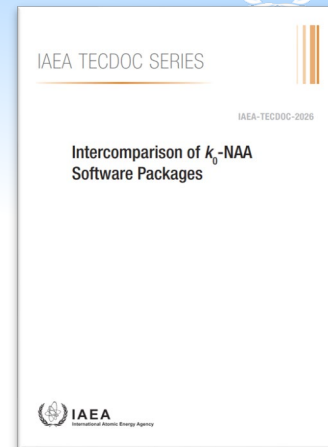 IAEA TECDOC SERIES
IAEA-TECDOC-2026
Intercomparison of k₀-NAA
Software Packages
IAEA
International Atomic Energy Agency